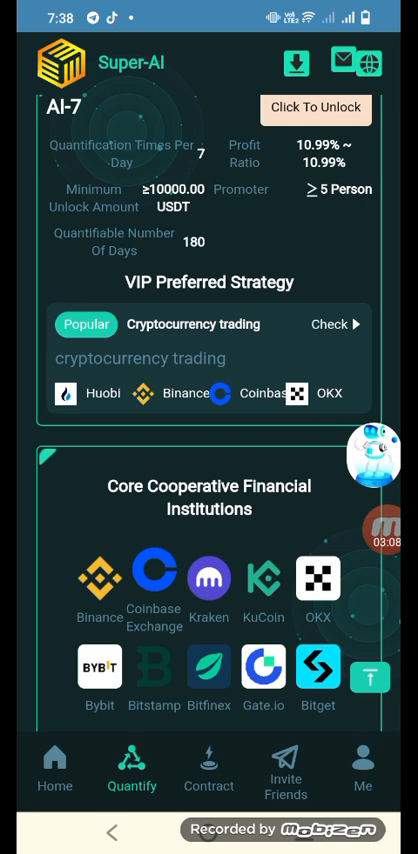 7:38
Vo) LTE2
Super-AI
AI-7
Click To Unlock
Quantification Times Per Day
7
Profit Ratio
10.99% ~ 10.99%
Minimum Unlock Amount
≥10000.00 USDT
Promoter
≥ 5 Person
Quantifiable Number Of Days
180
VIP Preferred Strategy
Popular
Cryptocurrency trading
Check
cryptocurrency trading
Huobi
Binance
Coinbas
OKX
Core Cooperative Financial
Institutions
03:08
Binance
Coinbase Exchange
Kraken
KuCoin
OKX
BYBIT
Bybit
Bitstamp
Bitfinex
Gate.io
Bitget
Home
Quantify
Contract
Invite Friends
Me
Recorded by mobizen